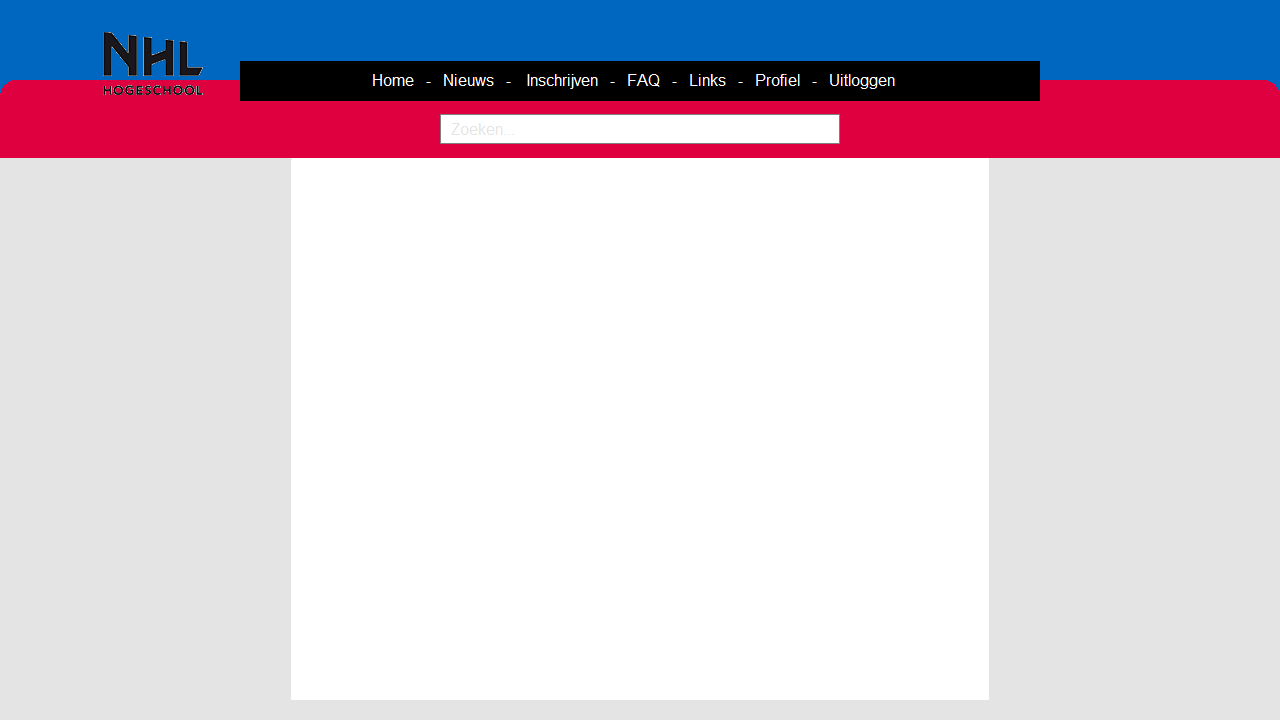 NHL
HOGESCHOOL
Home - Nieuws - Inschrijven - FAQ - Links - Profiel - Uitloggen
Zoeken...